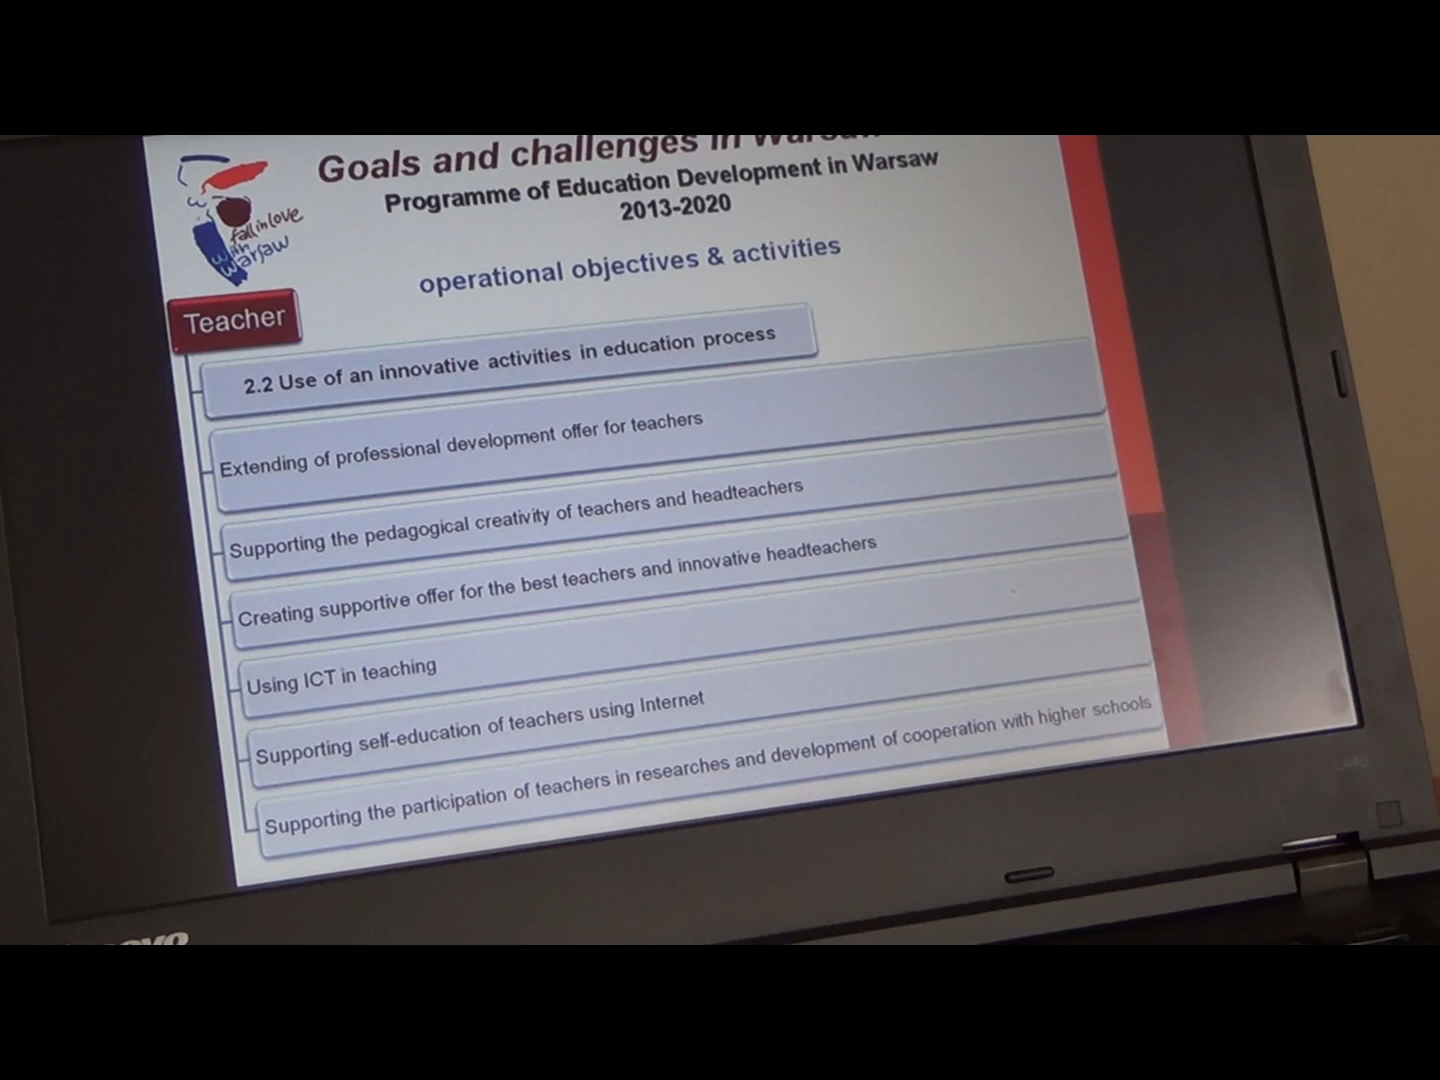 Goals and challenges in Warsaw
Programme of Education Development in Warsaw
2013-2020
fall in love
with
warsaw
operational objectives & activities
Teacher
2.2 Use of an innovative activities in education process
Extending of professional development offer for teachers
Supporting the pedagogical creativity of teachers and headteachers
Creating supportive offer for the best teachers and innovative headteachers
Using ICT in teaching
Supporting self-education of teachers using Internet
Supporting the participation of teachers in researches and development of cooperation with higher schools
L440